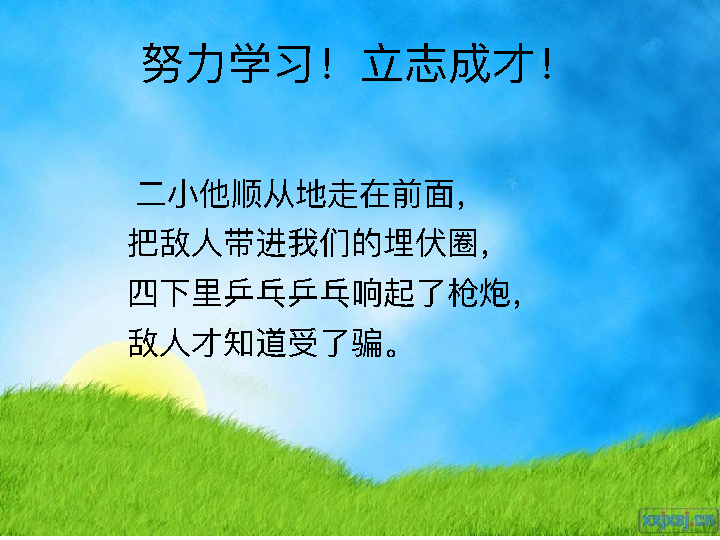 努力学习！立志成才！
二小他顺从地走在前面，
把敌人带进我们的埋伏圈，
四下里乒乓乒乓响起了枪炮，
敌人才知道受了骗。